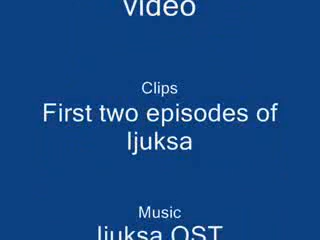 video
Clips
First two episodes of
Ijuksa
Music
Ijuksa OST